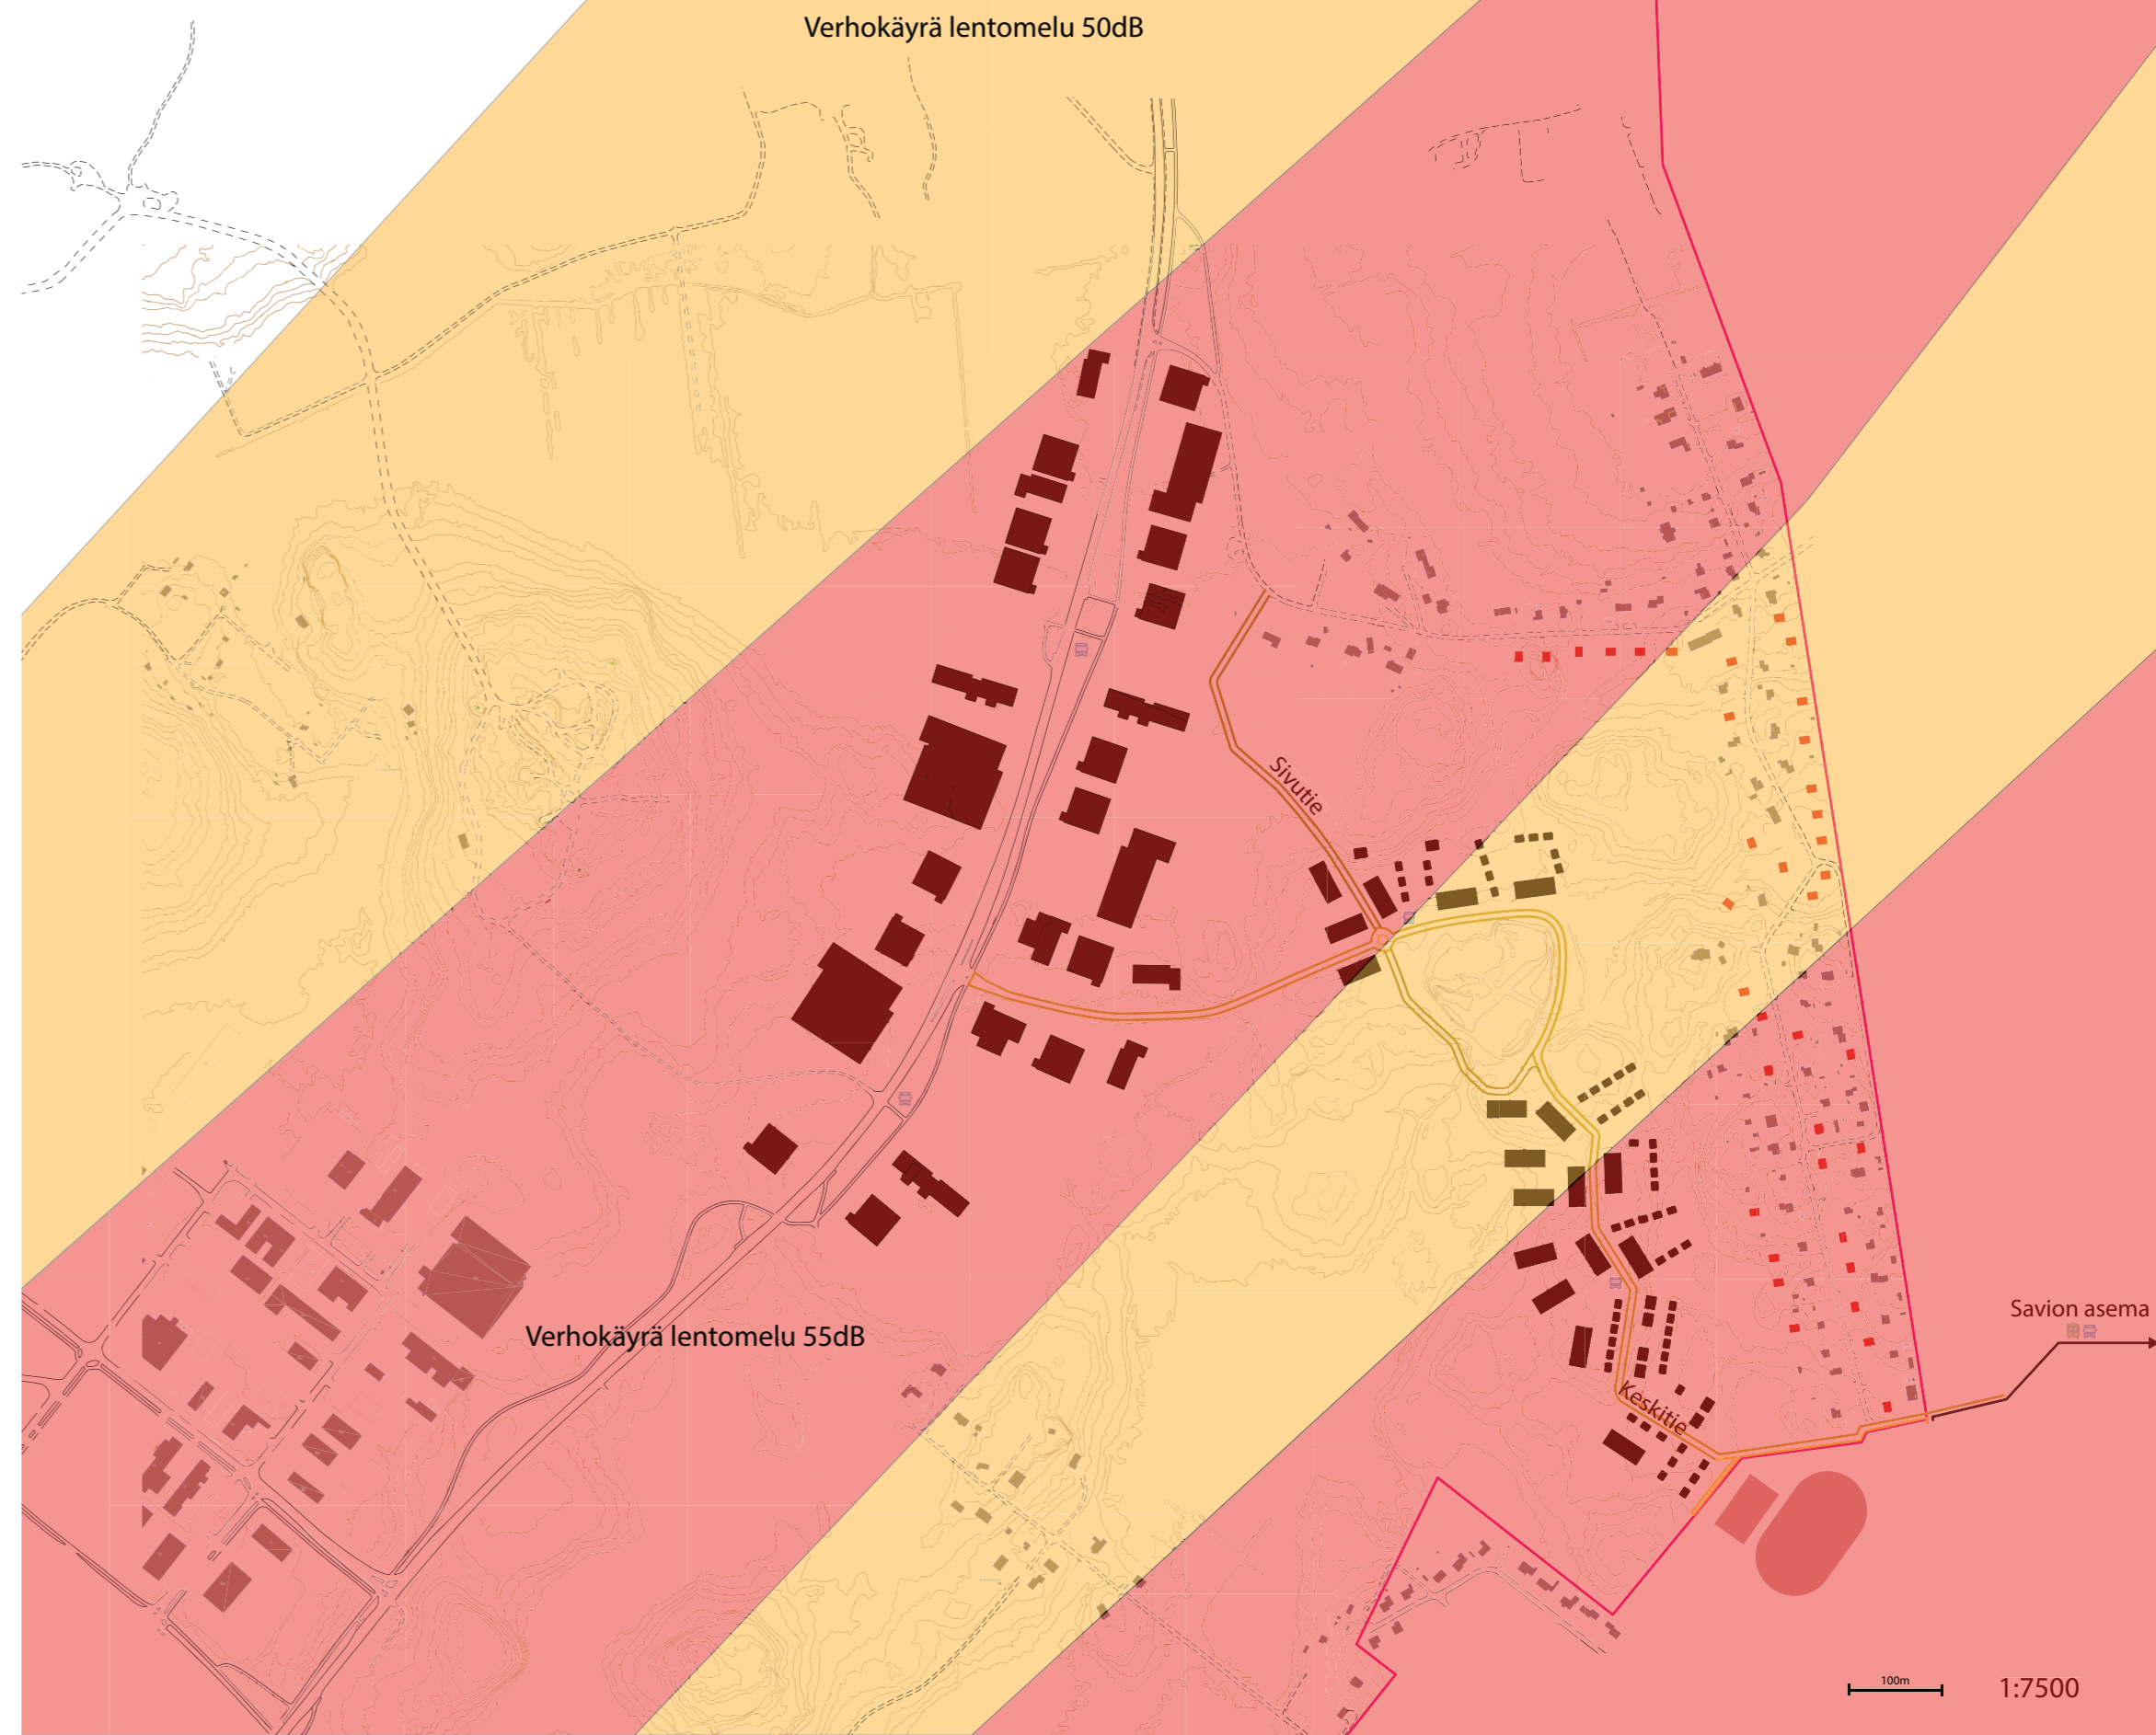 Verhokäyrä lentomelu 50dB
Sivutie
Savion asema
Verhokäyrä lentomelu 55dB
Keskitie
100m
1:7500